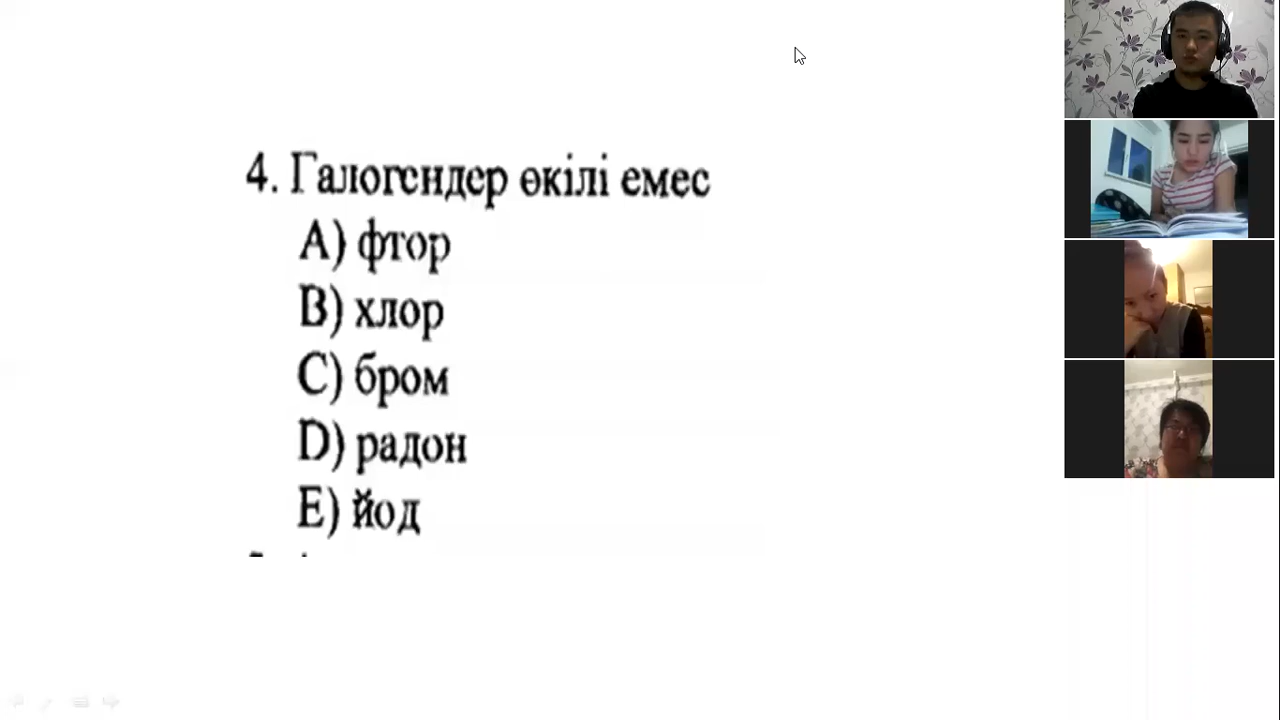 4. Галогендер өкілі емес
A) фтор
B) хлор
C) бром
D) радон
E) йод